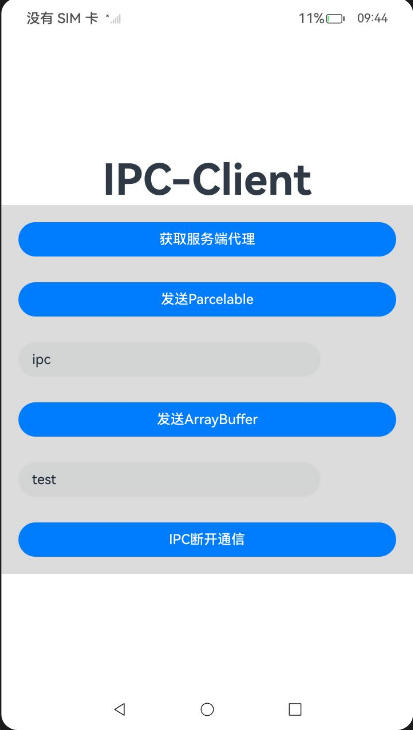 没有 SIM 卡 11% 09:44
IPC-Client
获取服务端代理
发送Parcelable
ipc
发送ArrayBuffer
test
IPC断开通信